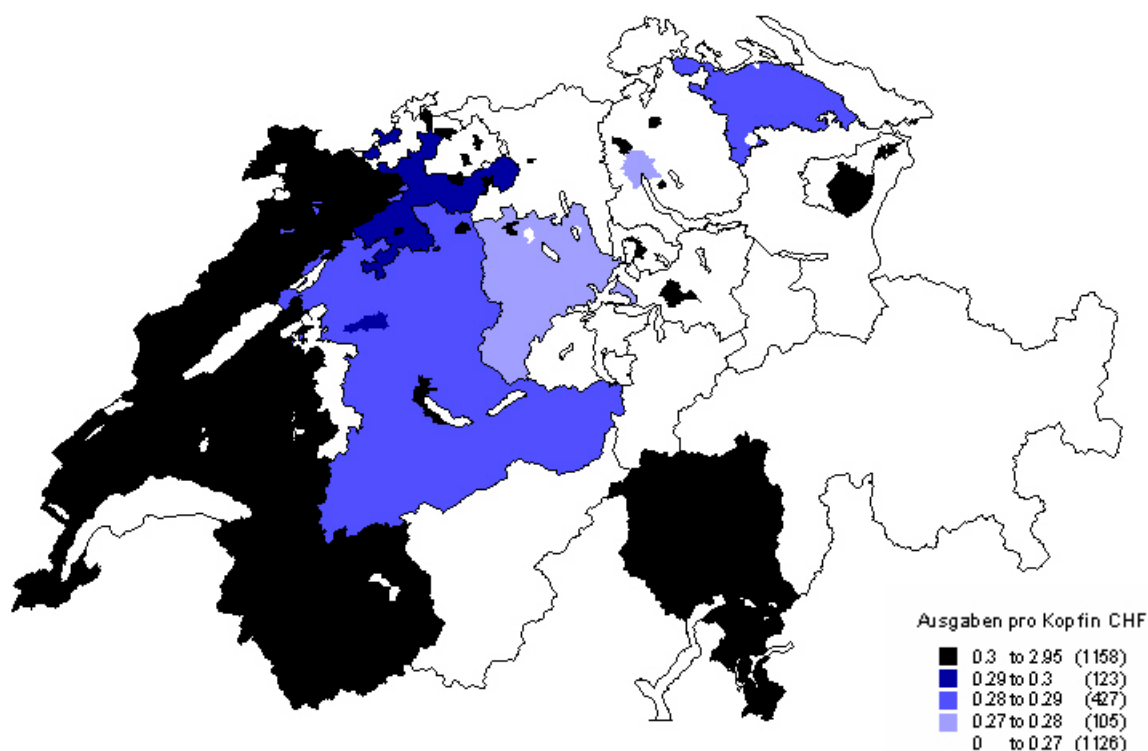 Ausgaben pro Kopf in CHF
0.3 to 2.95 (1158)
0.29 to 0.3 (123)
0.28 to 0.29 (427)
0.27 to 0.28 (105)
0 to 0.27 (1126)